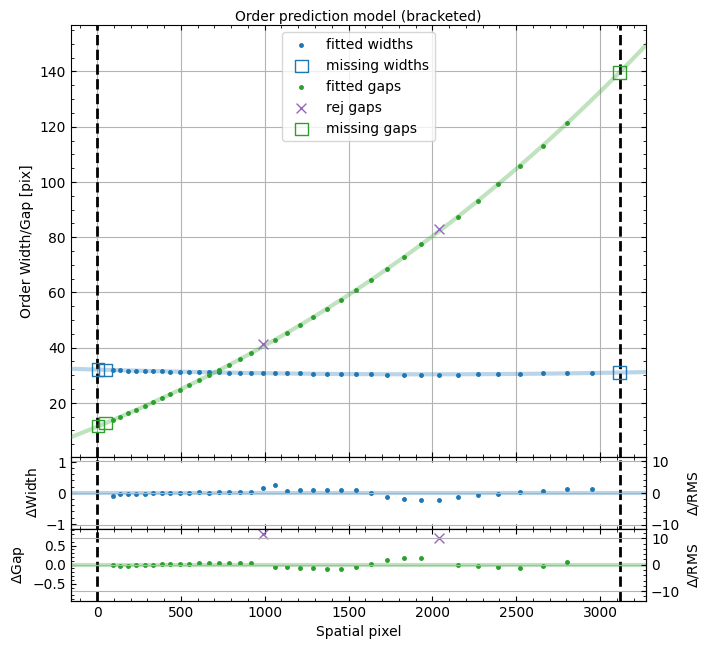 Order prediction model (bracketed)
fitted widths
missing widths
fitted gaps
rej gaps
missing gaps
Order Width/Gap [pix]
140
120
100
80
60
40
20
ΔWidth
1
0
−1
10
0
−10
Δ/RMS
ΔGap
0.5
0.0
−0.5
10
0
−10
Δ/RMS
0
500
1000
1500
2000
2500
3000
Spatial pixel